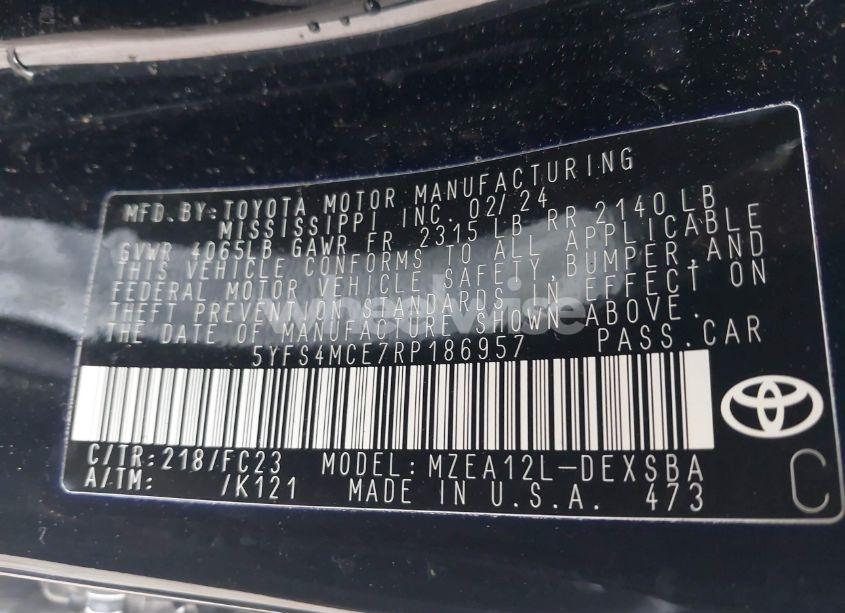 MFD. BY: TOYOTA MOTOR MANUFACTURING
MISSISSIPPI INC. 02/24
GVWR 4065LB GAWR FR 2315 LB RR 2140 LB
THIS VEHICLE CONFORMS TO ALL APPLICABLE
FEDERAL MOTOR VEHICLE SAFETY, BUMPER, AND
THEFT PREVENTION STANDARDS IN EFFECT ON
THE DATE OF MANUFACTURE SHOWN ABOVE.
5YFS4MCE7RP186957 PASS.CAR
C/TR: 218/FC23 MODEL: MZEA12L-DEXSBA
A/TM: /K121 MADE IN U.S.A. 473 C
wheelwise